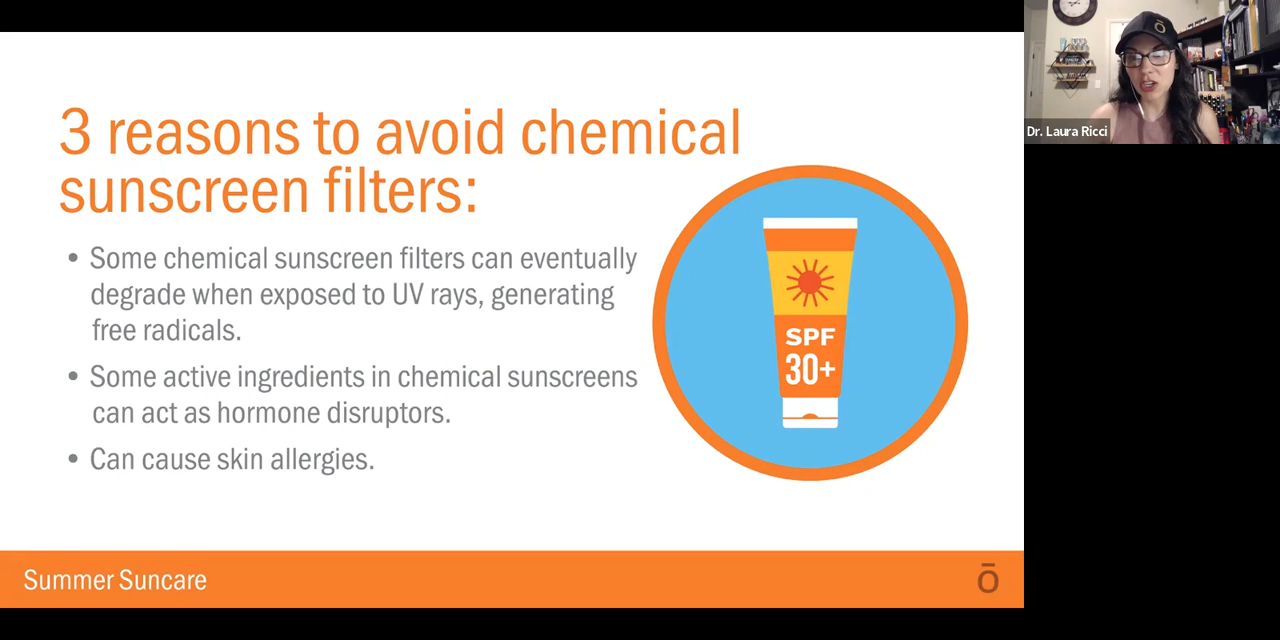 3 reasons to avoid chemical
sunscreen filters:
• Some chemical sunscreen filters can eventually
degrade when exposed to UV rays, generating
free radicals.
• Some active ingredients in chemical sunscreens
can act as hormone disruptors.
• Can cause skin allergies.
SPF
30+
Summer Suncare
ō
Dr. Laura Ricci